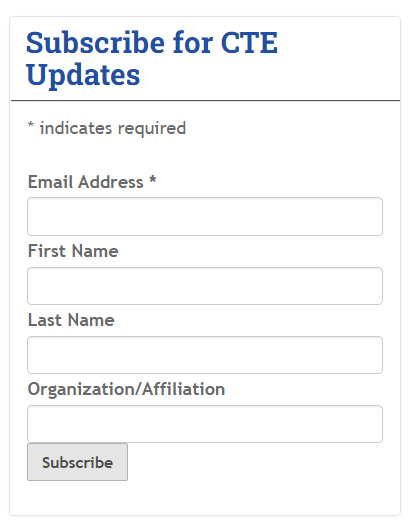 Subscribe for CTE
Updates
* indicates required
Email Address *
First Name
Last Name
Organization/Affiliation
Subscribe